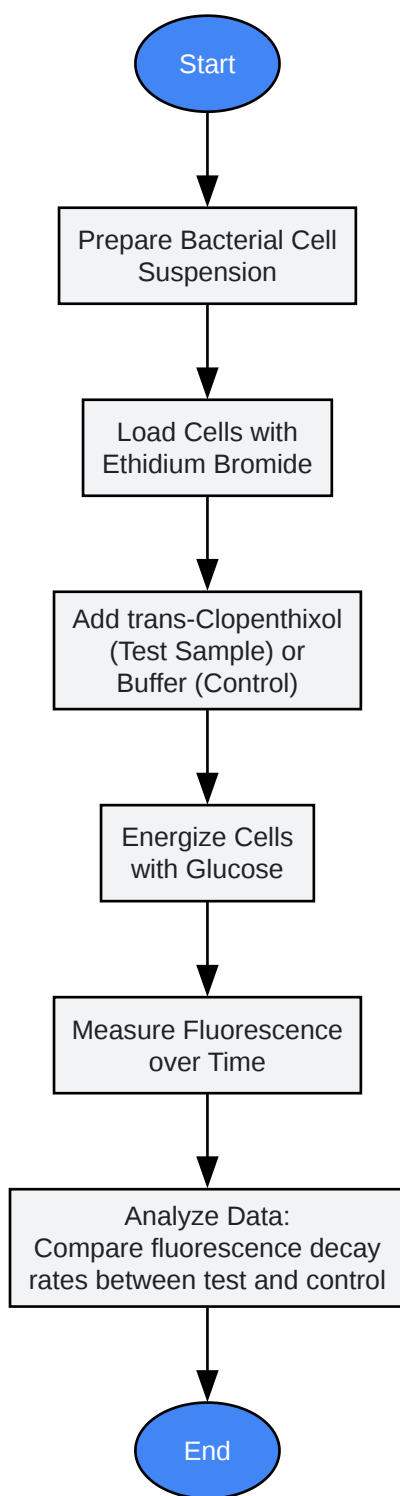 Start
Prepare Bacterial Cell
Suspension
Load Cells with
Ethidium Bromide
Add trans-Clopenthixol
(Test Sample) or
Buffer (Control)
Energize Cells
with Glucose
Measure Fluorescence
over Time
Analyze Data:
Compare fluorescence decay
rates between test and control
End